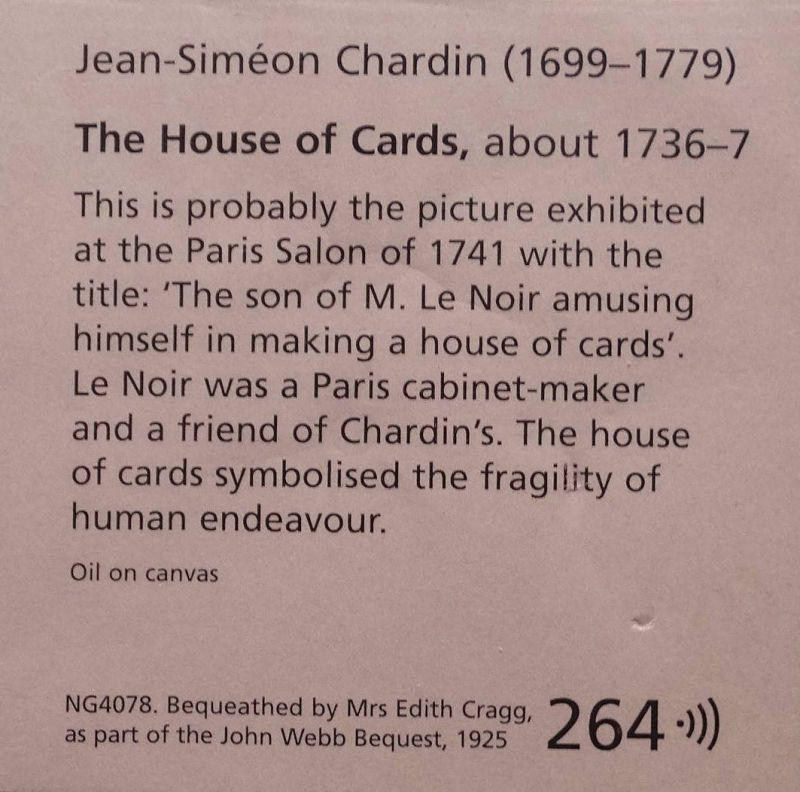 Jean-Siméon Chardin (1699–1779)
The House of Cards, about 1736–7
This is probably the picture exhibited
at the Paris Salon of 1741 with the
title: ‘The son of M. Le Noir amusing
himself in making a house of cards’.
Le Noir was a Paris cabinet-maker
and a friend of Chardin’s. The house
of cards symbolised the fragility of
human endeavour.
Oil on canvas
NG4078. Bequeathed by Mrs Edith Cragg,
as part of the John Webb Bequest, 1925
264